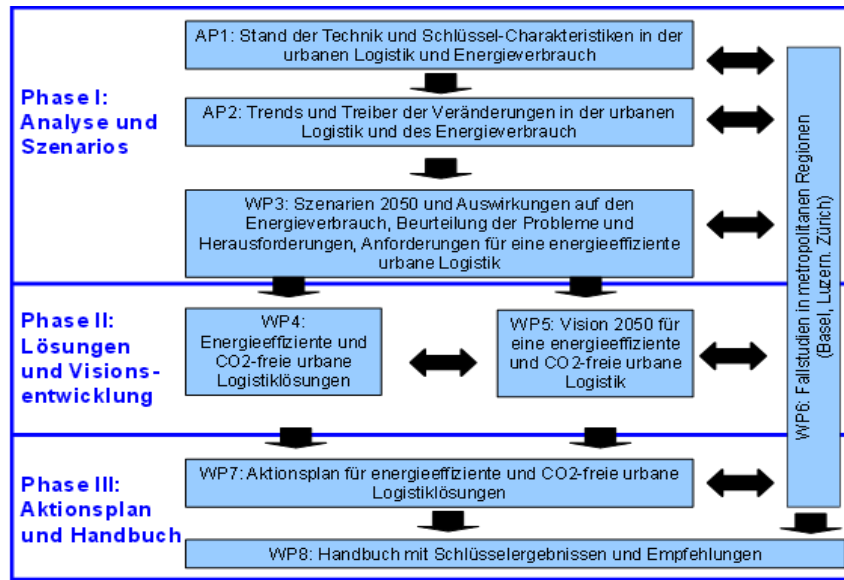 Phase I:
Analyse und
Szenarios
AP1: Stand der Technik und Schlüssel-Charakteristiken in der
urbanen Logistik und Energieverbrauch
AP2: Trends und Treiber der Veränderungen in der urbanen
Logistik und des Energieverbrauch
WP3: Szenarien 2050 und Auswirkungen auf den
Energieverbrauch, Beurteilung der Probleme und
Herausforderungen, Anforderungen für eine energieeffiziente
urbane Logistik
Phase II:
Lösungen
und Visions-
entwicklung
WP4:
Energieeffiziente und
CO2-freie urbane
Logistiklösungen
WP5: Vision 2050 für
eine energieeffiziente
und CO2-freie urbane
Logistik
WP6: Fallstudien in metropolitanen Regionen
(Basel, Luzern. Zürich)
Phase III:
Aktionsplan
und Handbuch
WP7: Aktionsplan für energieeffiziente und CO2-freie urbane
Logistiklösungen
WP8: Handbuch mit Schlüsselergebnissen und Empfehlungen